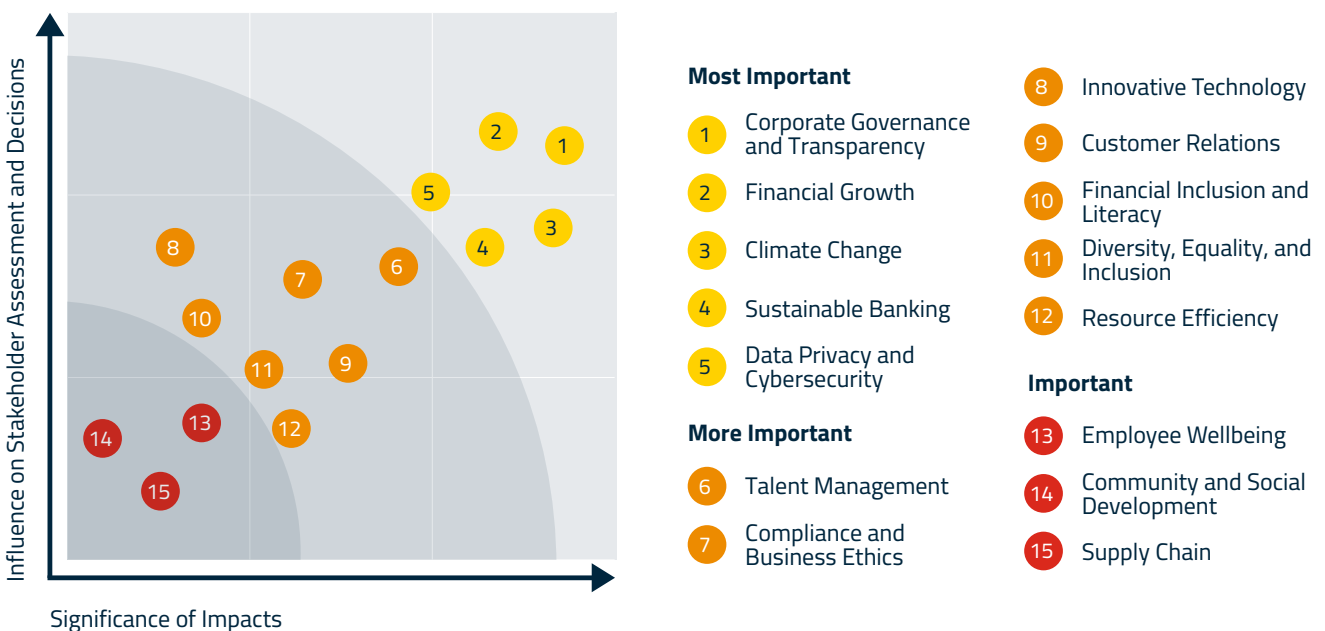 Influence on Stakeholder Assessment and Decisions
2
1
5
3
4
8
6
7
10
9
11
13
12
14
15
Significance of Impacts
Most Important
1
Corporate Governance
and Transparency
2
Financial Growth
3
Climate Change
4
Sustainable Banking
5
Data Privacy and
Cybersecurity
More Important
6
Talent Management
7
Compliance and
Business Ethics
8
Innovative Technology
9
Customer Relations
10
Financial Inclusion and
Literacy
11
Diversity, Equality, and
Inclusion
12
Resource Efficiency
Important
13
Employee Wellbeing
14
Community and Social
Development
15
Supply Chain